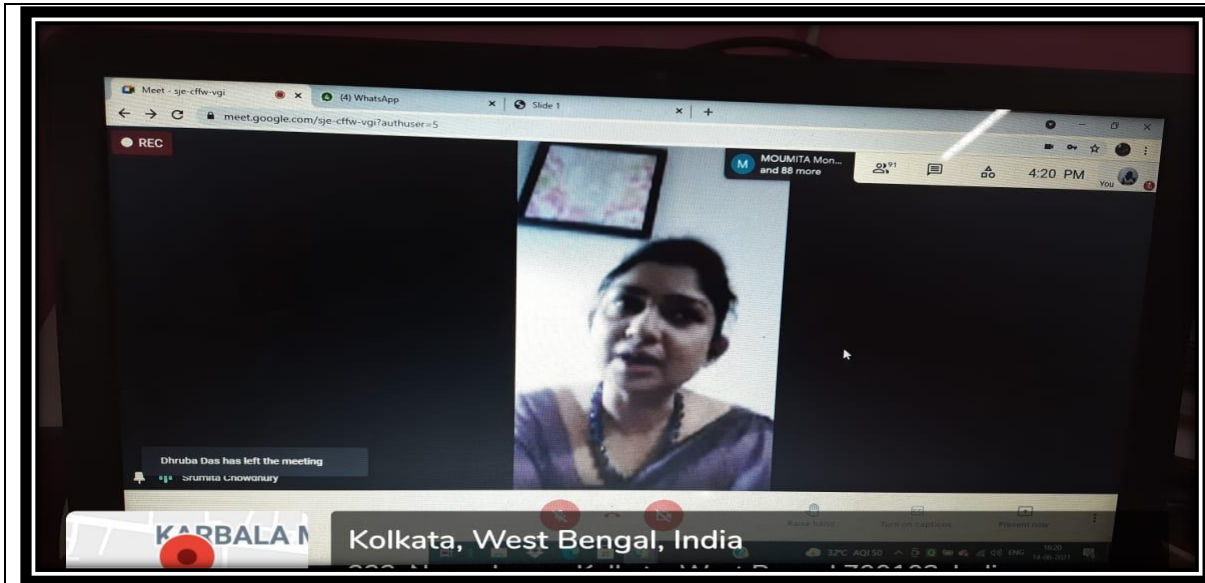 Meet - sje-cffw-vgi
(4) WhatsApp
Slide 1
meet.google.com/sje-cffw-vgi?authuser=5
REC
M
MOUMITA Mon...
and 88 more
91
4:20 PM
You
Dhruba Das has left the meeting
Srumita Chowdhury
Raise hand
Turn on captions
Present now
KARBALA M
Kolkata, West Bengal, India
32°C AQI 50
ENG
16:20